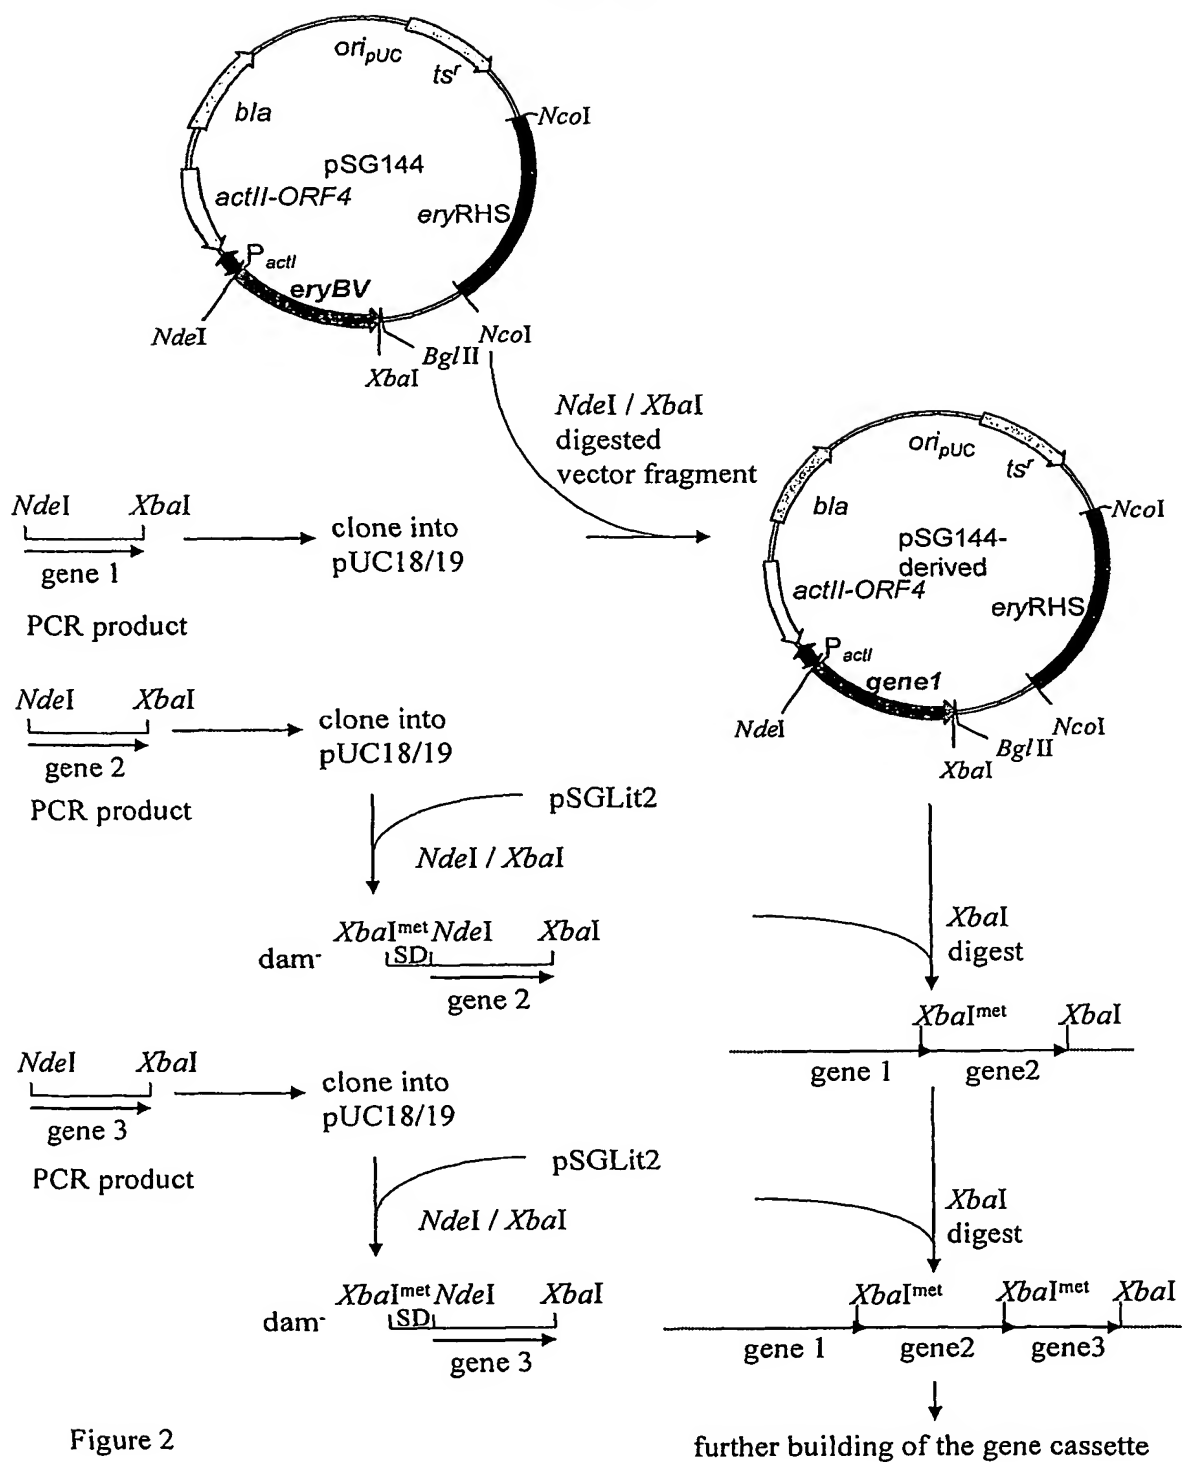 ori pUC
ts r
bla
NcoI
pSG144
actII-ORF4
eryRHS
P actI
eryBV
NdeI
NcoI
BglII
XbaI
NdeI / XbaI
digested
vector fragment
ori pUC
ts r
bla
NcoI
pSG144-
derived
actII-ORF4
eryRHS
P actI
gene1
NdeI
NcoI
BglII
XbaI
NdeI XbaI
gene 1
PCR product
clone into
pUC18/19
NdeI XbaI
gene 2
PCR product
clone into
pUC18/19
pSGLit2
NdeI / XbaI
XbaI met NdeI XbaI
dam-
SD
gene 2
XbaI
digest
XbaI met XbaI
gene 1 gene2
NdeI XbaI
gene 3
PCR product
clone into
pUC18/19
pSGLit2
NdeI / XbaI
XbaI met NdeI XbaI
dam-
SD
gene 3
XbaI
digest
XbaI met XbaI met XbaI
gene 1 gene2 gene3
Figure 2
further building of the gene cassette